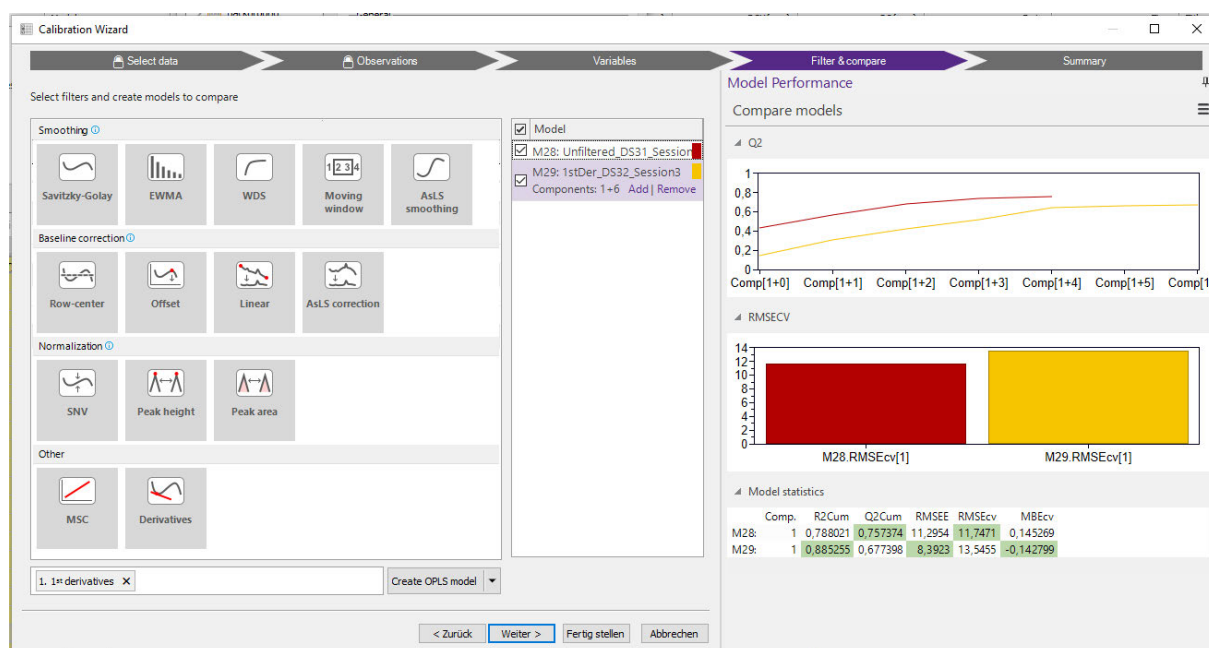 Calibration Wizard
Select data
Observations
Variables
Filter & compare
Summary
Select filters and create models to compare
Smoothing
Savitzky-Golay
EWMA
WDS
1 2 3 4
Moving window
AsLS smoothing
Baseline correction
Row-center
Offset
Linear
AsLS correction
Normalization
SNV
Peak height
Peak area
Other
MSC
Derivatives
1. 1st derivatives
Create OPLS model
Model
M28: Unfiltered_DS31_Session
M29: 1stDer_DS32_Session3
Components: 1+6 Add | Remove
< Zurück
Weiter >
Fertig stellen
Abbrechen
Model Performance
Compare models
Q2
1
0,8
0,6
0,4
0,2
0
Comp[1+0] Comp[1+1] Comp[1+2] Comp[1+3] Comp[1+4] Comp[1+5] Comp[1
RMSECV
14
12
10
8
6
4
2
0
M28.RMSEcv[1] M29.RMSEcv[1]
Model statistics
Comp. R2Cum Q2Cum RMSEE RMSEcv MBEcv
M28: 1 0,788021 0,757374 11,2954 11,7471 0,145269
M29: 1 0,885255 0,677398 8,3923 13,5455 -0,142799